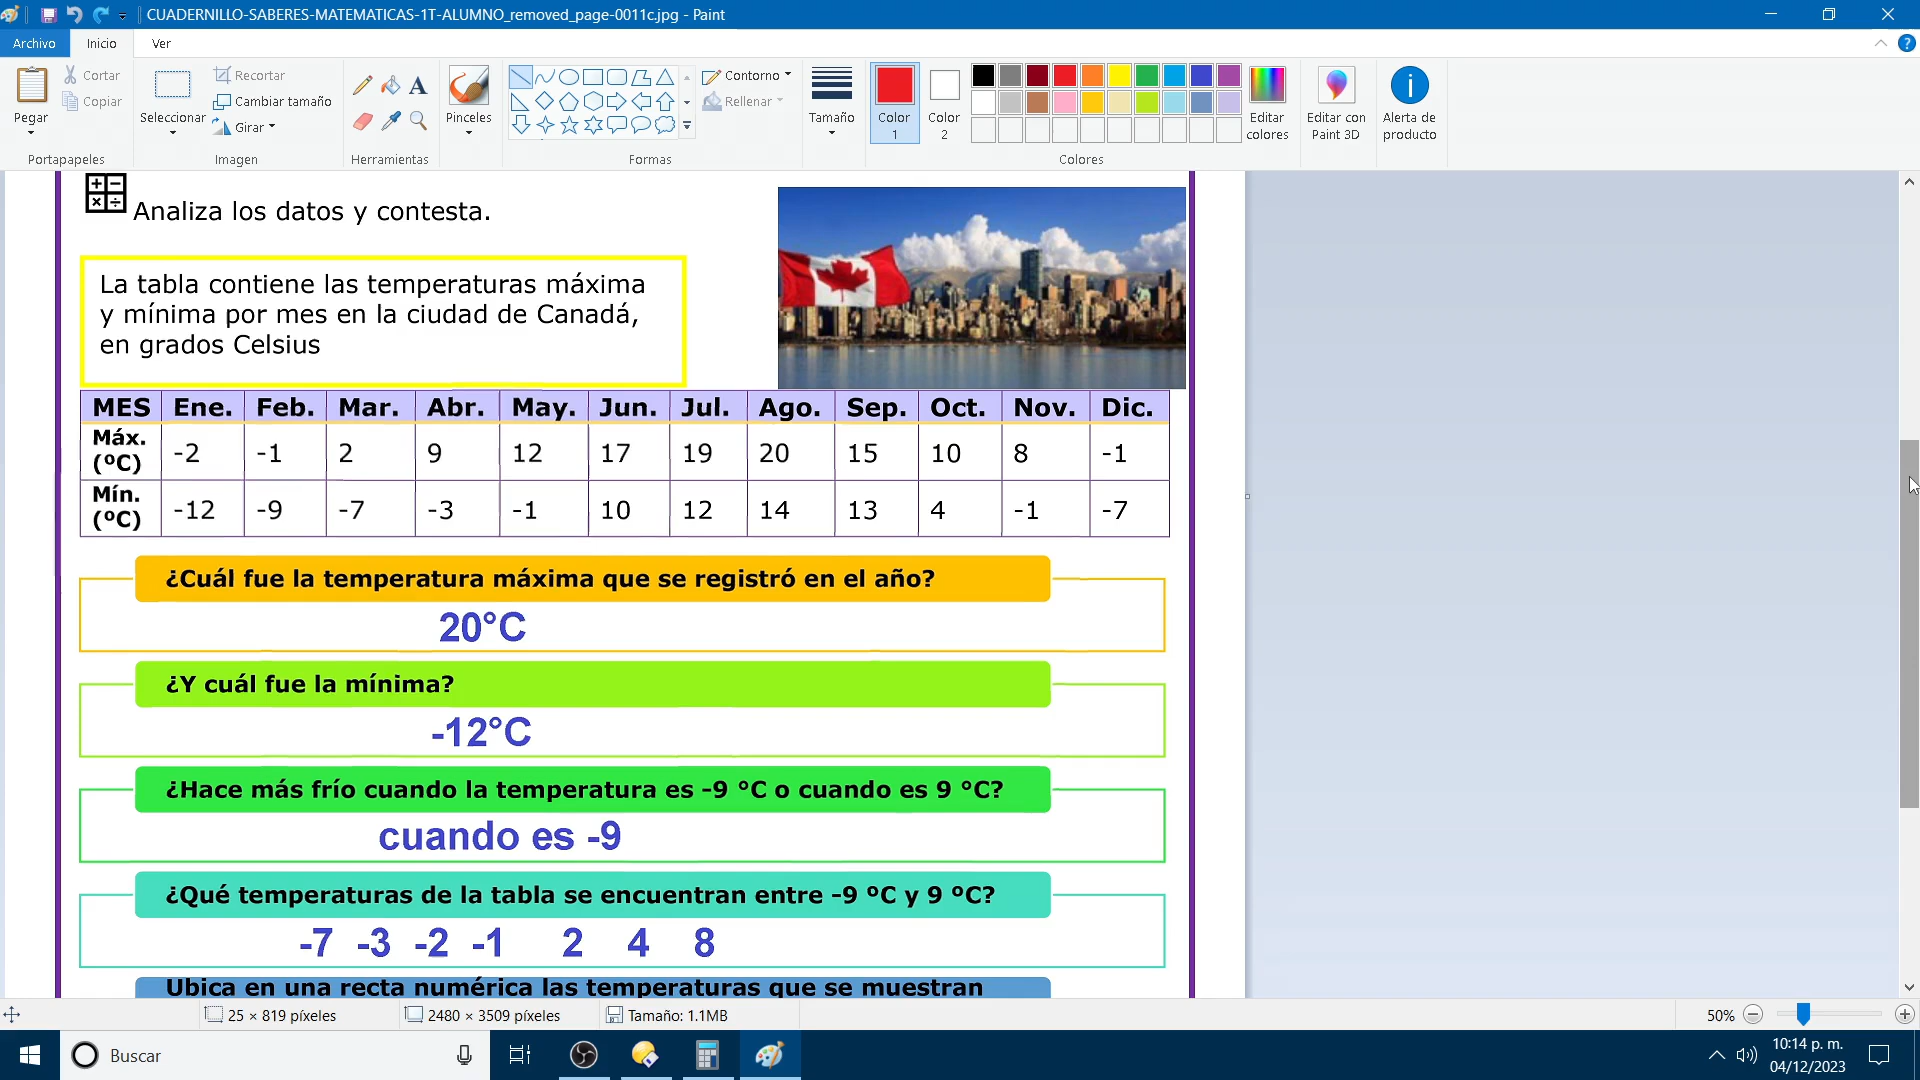 CUADERNILLO-SABERES-MATEMATICAS-1T-ALUMNO_removed_page-0011c.jpg - Paint
Archivo Inicio Ver
Pegar
Cortar
Copiar
Portapapeles
Seleccionar
Recortar
Cambiar tamaño
Girar
Imagen
A
Herramientas
Pinceles
Contorno
Rellenar
Formas
Tamaño
Color
1
Color
2
Editar
colores
Colores
Editar con
Paint 3D
Alerta de
producto
Analiza los datos y contesta.
La tabla contiene las temperaturas máxima
y mínima por mes en la ciudad de Canadá,
en grados Celsius
MES Ene. Feb. Mar. Abr. May. Jun. Jul. Ago. Sep. Oct. Nov. Dic.
Máx. (ºC) -2 -1 2 9 12 17 19 20 15 10 8 -1
Mín. (ºC) -12 -9 -7 -3 -1 10 12 14 13 4 -1 -7
¿Cuál fue la temperatura máxima que se registró en el año?
20°C
¿Y cuál fue la mínima?
-12°C
¿Hace más frío cuando la temperatura es -9 °C o cuando es 9 °C?
cuando es -9
¿Qué temperaturas de la tabla se encuentran entre -9 ºC y 9 ºC?
-7 -3 -2 -1 2 4 8
Ubica en una recta numérica las temperaturas que se muestran
25 × 819 píxeles
2480 × 3509 píxeles
Tamaño: 1.1MB
50%
Buscar
10:14 p. m.
04/12/2023